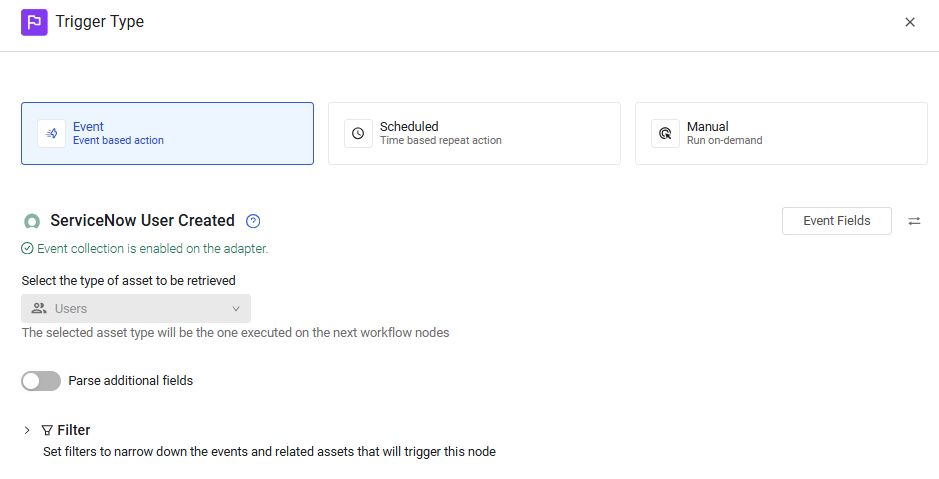 Trigger Type
Event
Event based action
Scheduled
Time based repeat action
Manual
Run on-demand
ServiceNow User Created
Event Fields
Event collection is enabled on the adapter.
Select the type of asset to be retrieved
Users
The selected asset type will be the one executed on the next workflow nodes
Parse additional fields
Filter
Set filters to narrow down the events and related assets that will trigger this node